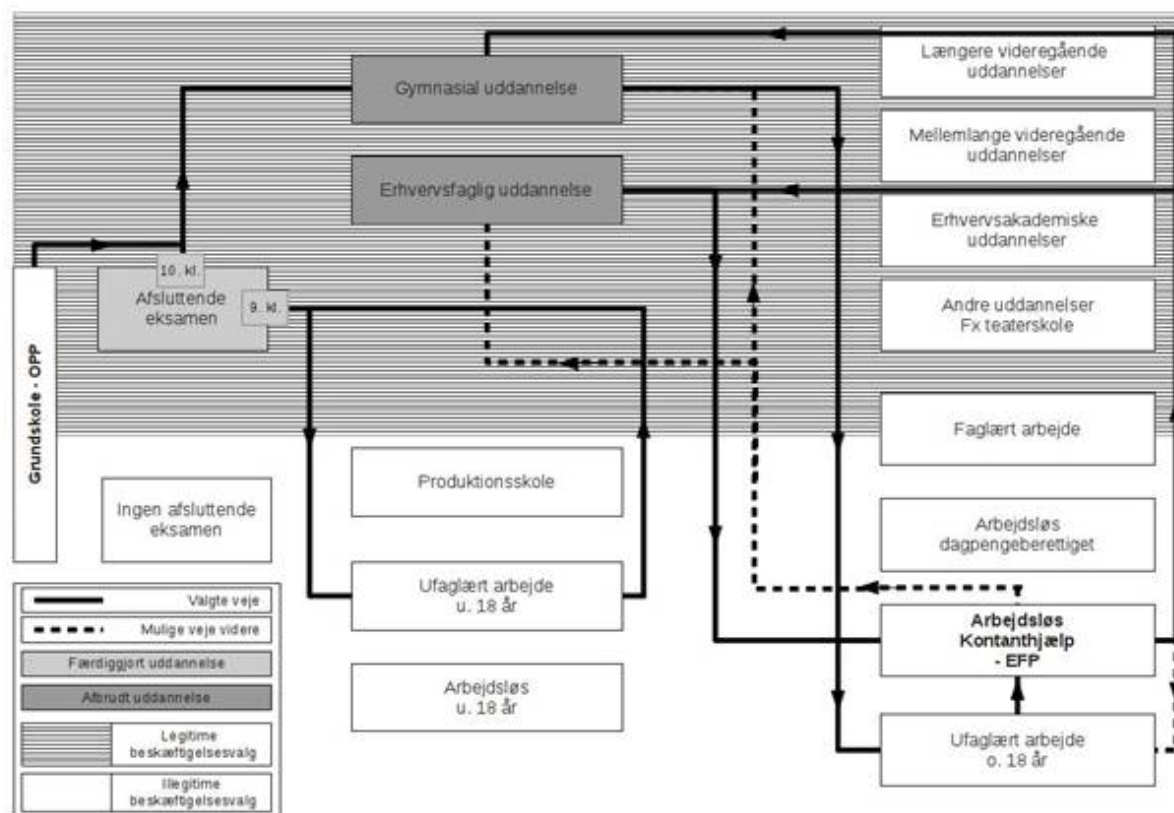 Længere videregående
uddannelser
Gymnasial uddannelse
Mellemlange videregående
uddannelser
Erhvervsfaglig uddannelse
Erhvervsakademiske
uddannelser
10. kl.
Afsluttende
eksamen
9. kl.
Andre uddannelser
Fx teaterskole
Grundskole - OPP
Faglært arbejde
Produktionsskole
Ingen afsluttende
eksamen
Arbejdsløs
dagpengeberettiget
Ufaglært arbejde
u. 18 år
Arbejdsløs
Kontanthjælp
- EFP
Arbejdsløs
u. 18 år
Ufaglært arbejde
o. 18 år
Valgte veje
Mulige veje videre
Færdiggjort uddannelse
Afbrudt uddannelse
Legitime
beskæftigelsesvalg
Illegitime
beskæftigelsesvalg